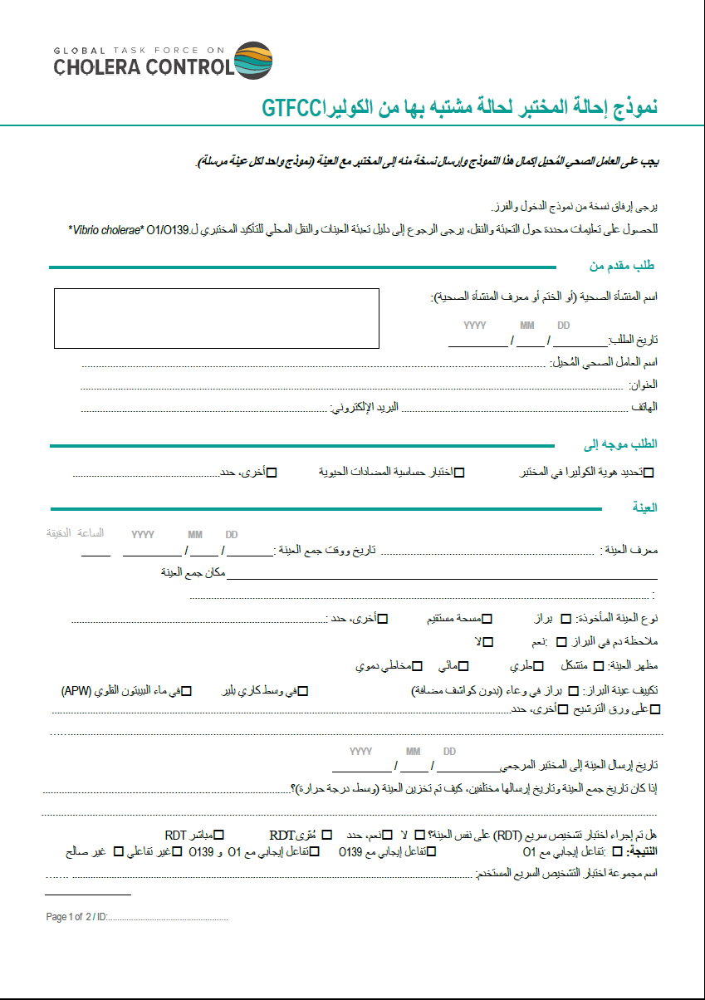 GLOBAL TASK FORCE ON
CHOLERA CONTROL
نموذج إحالة المختبر لحالة مشتبه بها من الكوليرا GTFCC
يجب على العامل الصحي المُحيل إكمال هذا النموذج وإرسال نسخة منه إلى المختبر مع العينة (نموذج واحد لكل عينة مرسلة).
يرجى إرفاق نسخة من نموذج الدخول والفرز.
للحصول على تعليمات محددة حول التعبئة والنقل، يرجى الرجوع إلى دليل تعبئة العينات والنقل المحلي للتأكيد المختبري ل.Vibrio cholerae* O1/O139*
طلب مقدم من
اسم المنشأة الصحية (أو الختم أو معرف المنشأة الصحية):
DD MM YYYY
تاريخ الطلب: / /
اسم العامل الصحي المُحيل: ........
العنوان: ........
الهاتف ........ البريد الإلكتروني: ........
الطلب موجه إلى
☐تحديد هوية الكوليرا في المختبر ☐اختبار حساسية المضادات الحيوية ☐أخرى، حدد........
العينة
DD MM YYYY الساعة الدقيقة
معرف العينة : ........ تاريخ ووقت جمع العينة : / /
مكان جمع العينة
: ........
نوع العينة المأخوذة: ☐ براز ☐مسحة مستقيم ☐أخرى، حدد :........
ملاحظة دم في البراز ☐ :نعم ☐لا
مظهر العينة: ☐ متشكل ☐طري ☐مائي ☐مخاطي دموي
تكييف عينة البراز: ☐ براز في وعاء (بدون كواشف مضافة) ☐في وسط كاري بلير ☐في ماء الببتون القلوي (APW)
☐على ورق الترشيح ☐أخرى، حدد........
........
DD MM YYYY
تاريخ إرسال العينة إلى المختبر المرجعي / /
إذا كان تاريخ جمع العينة وتاريخ إرسالها مختلفين، كيف تم تخزين العينة (وسط، درجة حرارة)؟........
........
هل تم إجراء اختبار تشخيص سريع (RDT) على نفس العينة؟ ☐ لا ☐نعم، حدد ☐ مُثرى RDT ☐مباشر RDT
النتيجة: ☐ :تفاعل إيجابي مع O1 ☐تفاعل إيجابي مع O139 ☐تفاعل إيجابي مع O1 و O139 ☐غير تفاعلي ☐ غير صالح
اسم مجموعة اختبار التشخيص السريع المستخدم: ........
Page 1 of 2 / ID:........